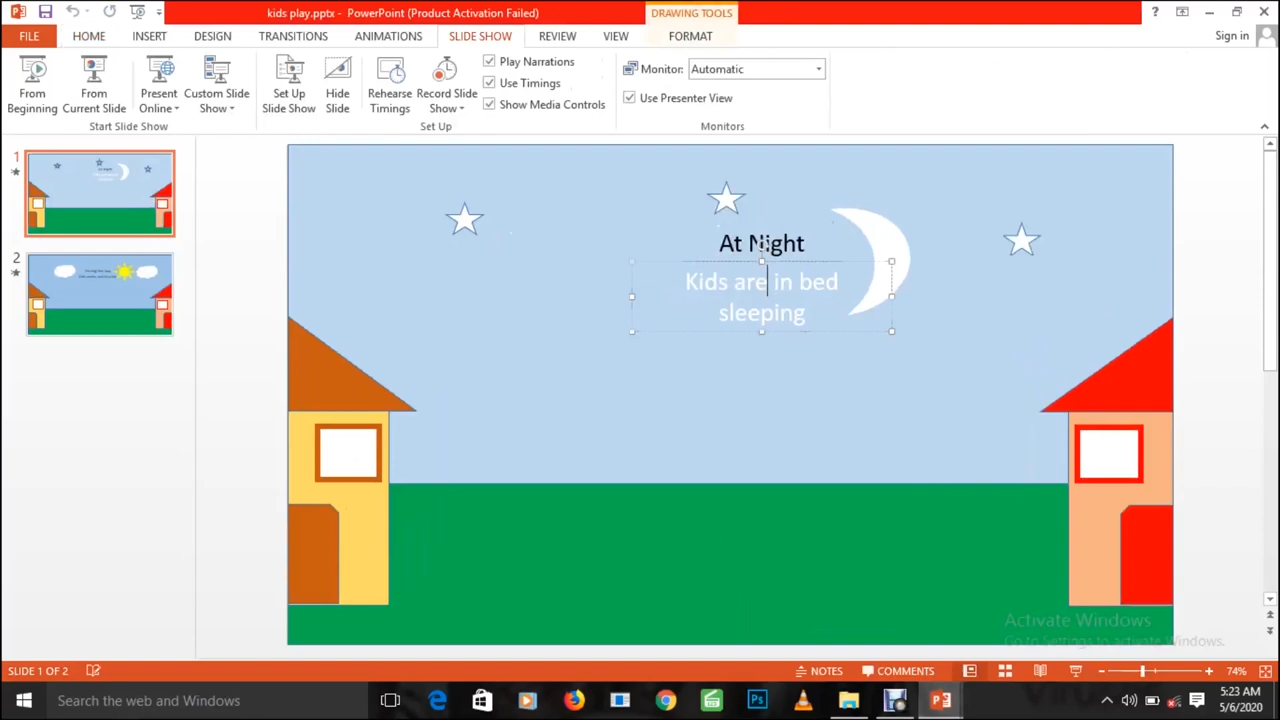 kids play.pptx - PowerPoint (Product Activation Failed)
DRAWING TOOLS
?
FILE
HOME
INSERT
DESIGN
TRANSITIONS
ANIMATIONS
SLIDE SHOW
REVIEW
VIEW
FORMAT
Sign in
From Beginning
From Current Slide
Present Online
Custom Slide Show
Set Up Slide Show
Hide Slide
Rehearse Timings
Record Slide Show
Play Narrations
Use Timings
Show Media Controls
Monitor: Automatic
Use Presenter View
Start Slide Show
Set Up
Monitors
1
2
At Night
Kids are in bed
sleeping
Activate Windows
Go to Settings to activate Windows.
SLIDE 1 OF 2
NOTES
COMMENTS
74%
Search the web and Windows
5:23 AM
5/6/2020